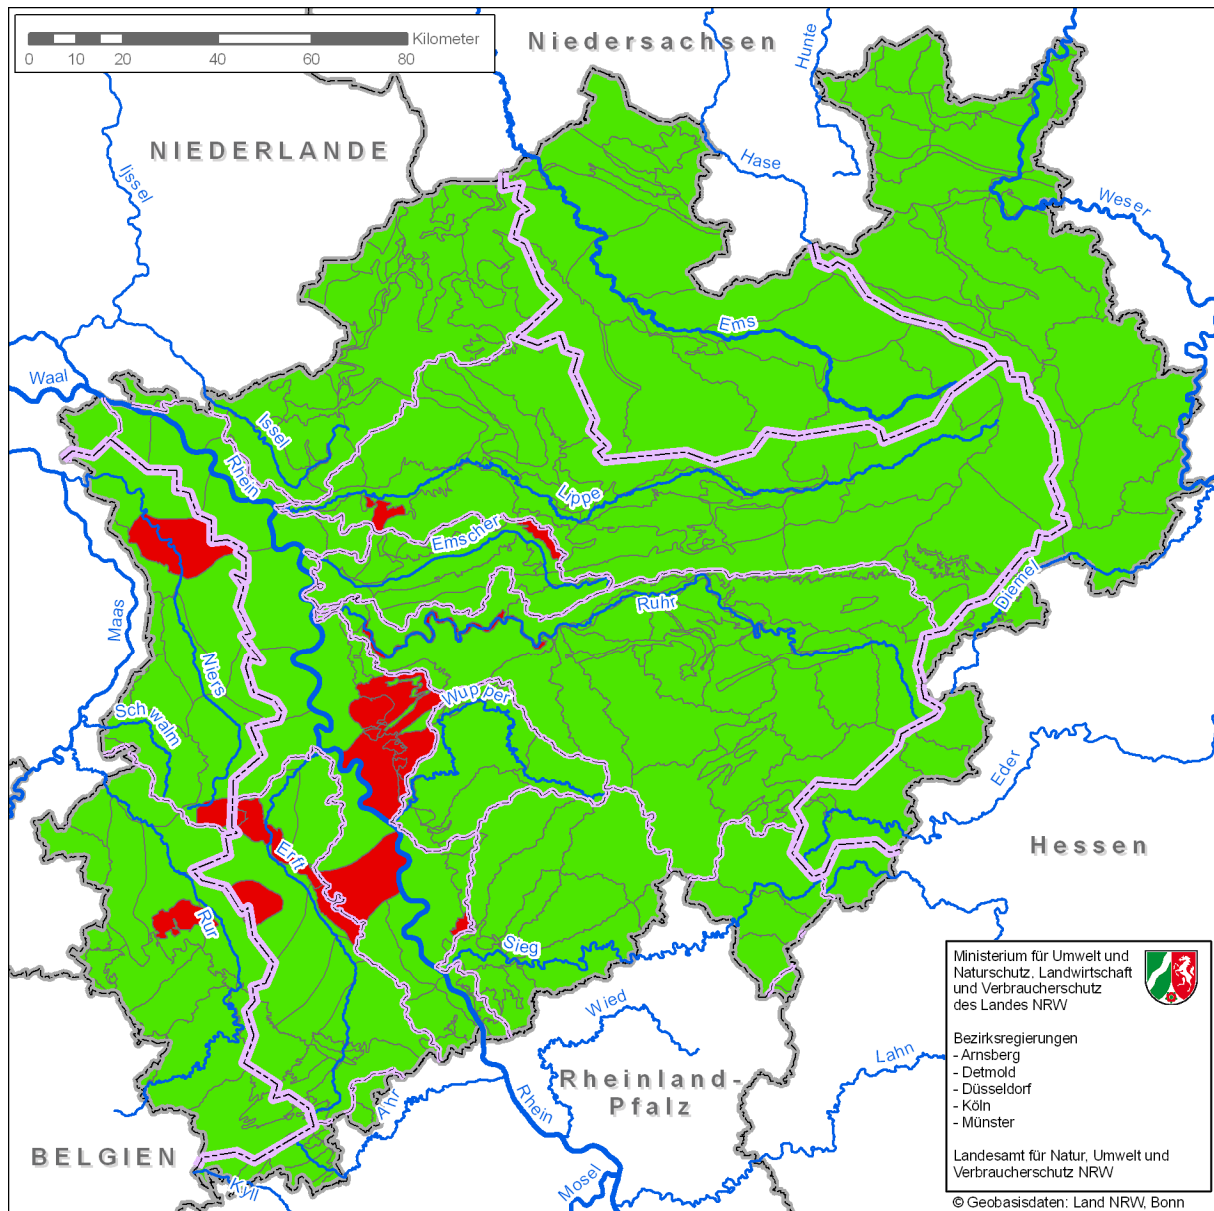 Kilometer
0 10 20 40 60 80
Niedersachsen
Hunte
NIEDERLANDE
Hase
Ijssel
Weser
Ems
Waal
Issel
Rhein
Lippe
Emscher
Diemel
Maas
Ruhr
Niers
Wupper
Schwalm
Eder
Hessen
Erft
Rur
Sieg
Wied
Lahn
Rheinland-
Pfalz
Rhein
Ahr
BELGIEN
Kyll
Mosel
Ministerium für Umwelt und
Naturschutz, Landwirtschaft
und Verbraucherschutz
des Landes NRW
Bezirksregierungen
- Arnsberg
- Detmold
- Düsseldorf
- Köln
- Münster
Landesamt für Natur, Umwelt und
Verbraucherschutz NRW
© Geobasisdaten: Land NRW, Bonn